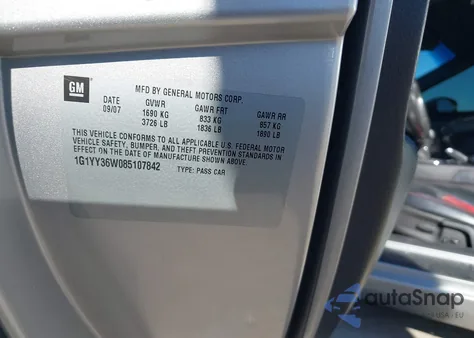 GM
MFD BY GENERAL MOTORS CORP.
DATE GVWR GAWR FRT GAWR RR
09/07 1690 KG 833 KG 857 KG
3726 LB 1836 LB 1890 LB
THIS VEHICLE CONFORMS TO ALL APPLICABLE U.S. FEDERAL MOTOR
VEHICLE SAFETY, BUMPER, AND THEFT PREVENTION STANDARDS IN
EFFECT ON THE DATE OF MANUFACTURE SHOWN ABOVE.
1G1YY36W085107842 TYPE: PASS CAR
autoSnap